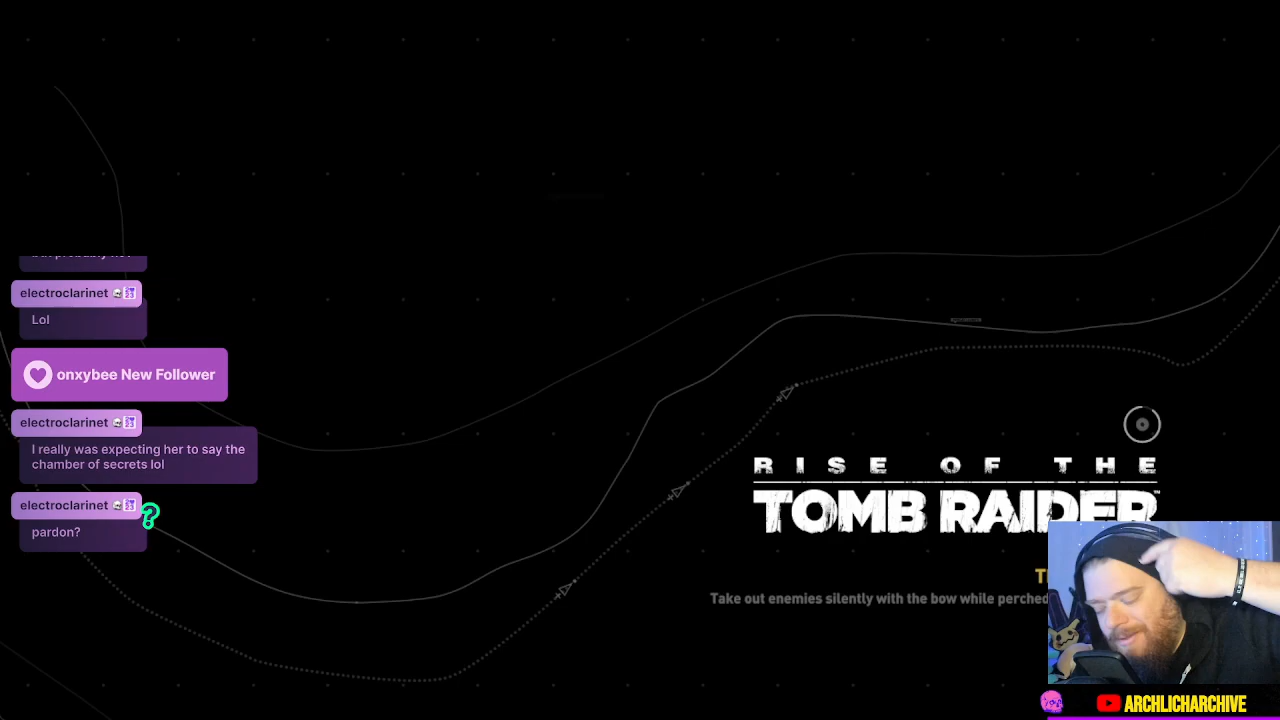 electroclarinet
Lol
onxybee New Follower
electroclarinet
I really was expecting her to say the
chamber of secrets lol
electroclarinet
pardon?
RISE OF THE
TOMB RAIDER
Take out enemies silently with the bow while perched
ARCHLICHARCHIVE